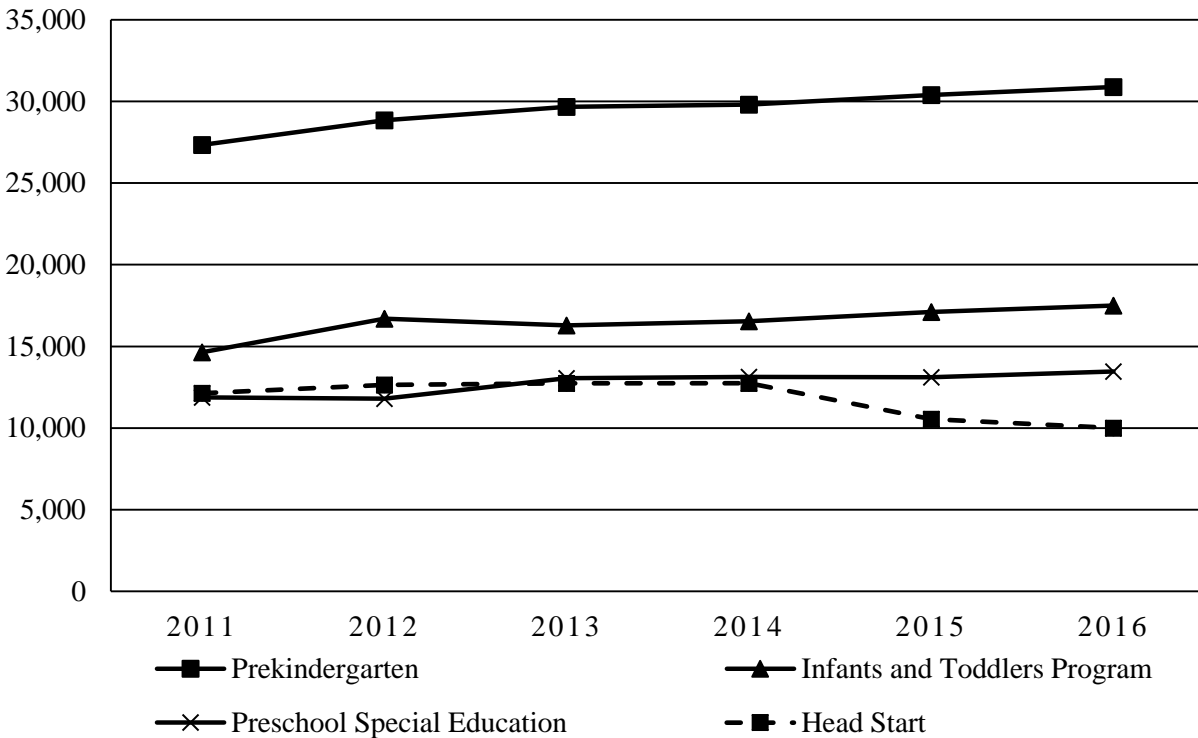 35,000
30,000
25,000
20,000
15,000
10,000
5,000
0
2011 2012 2013 2014 2015 2016
Prekindergarten Infants and Toddlers Program
Preschool Special Education Head Start